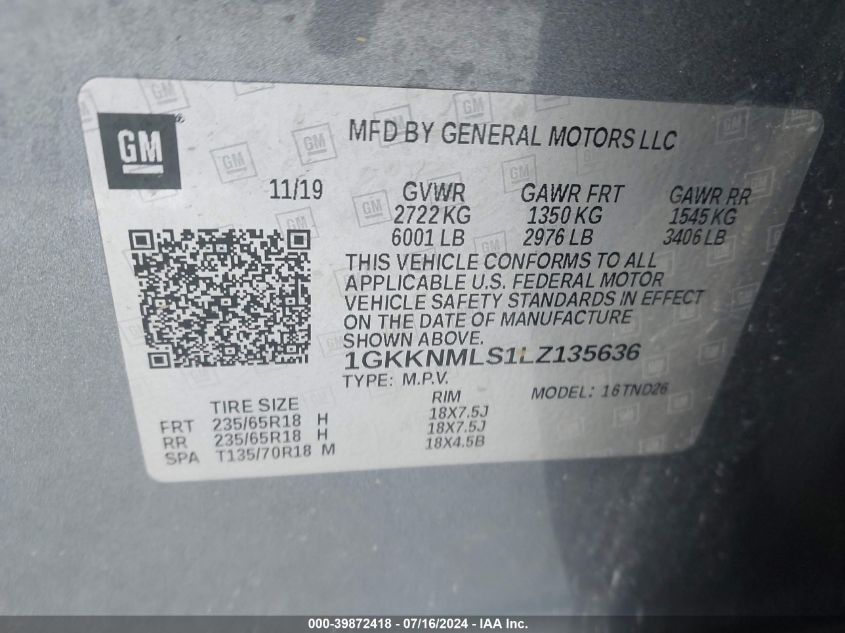 GM
MFD BY GENERAL MOTORS LLC
11/19 GVWR GAWR FRT GAWR RR
2722 KG 1350 KG 1545 KG
6001 LB 2976 LB 3406 LB
THIS VEHICLE CONFORMS TO ALL
APPLICABLE U.S. FEDERAL MOTOR
VEHICLE SAFETY STANDARDS IN EFFECT
ON THE DATE OF MANUFACTURE
SHOWN ABOVE.
1GKKNMLS1LZ135636
TYPE: M.P.V. MODEL: 16TND26
TIRE SIZE RIM
FRT 235/65R18 H 18X7.5J
RR 235/65R18 H 18X7.5J
SPA T135/70R18 M 18X4.5B
000-39872418 - 07/16/2024 - IAA Inc.